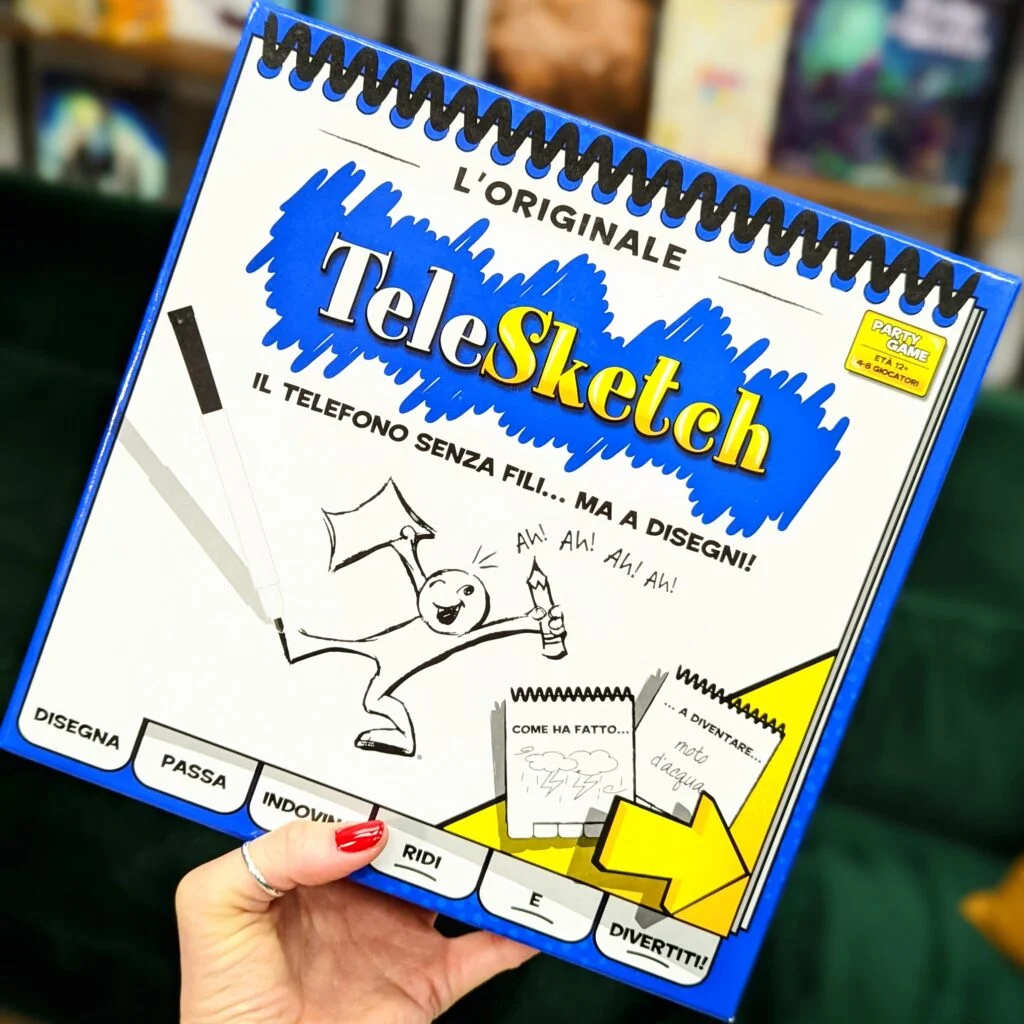 L'ORIGINALE
TeleSketch
PARTY
GAME
ETÀ 12+
4-8 GIOCATORI
IL TELEFONO SENZA FILI... MA A DISEGNI!
AH! AH! AH! AH!
COME HA FATTO...
... A DIVENTARE...
moto
d'acqua
DISEGNA
PASSA
RIDI
E
DIVERTITI!